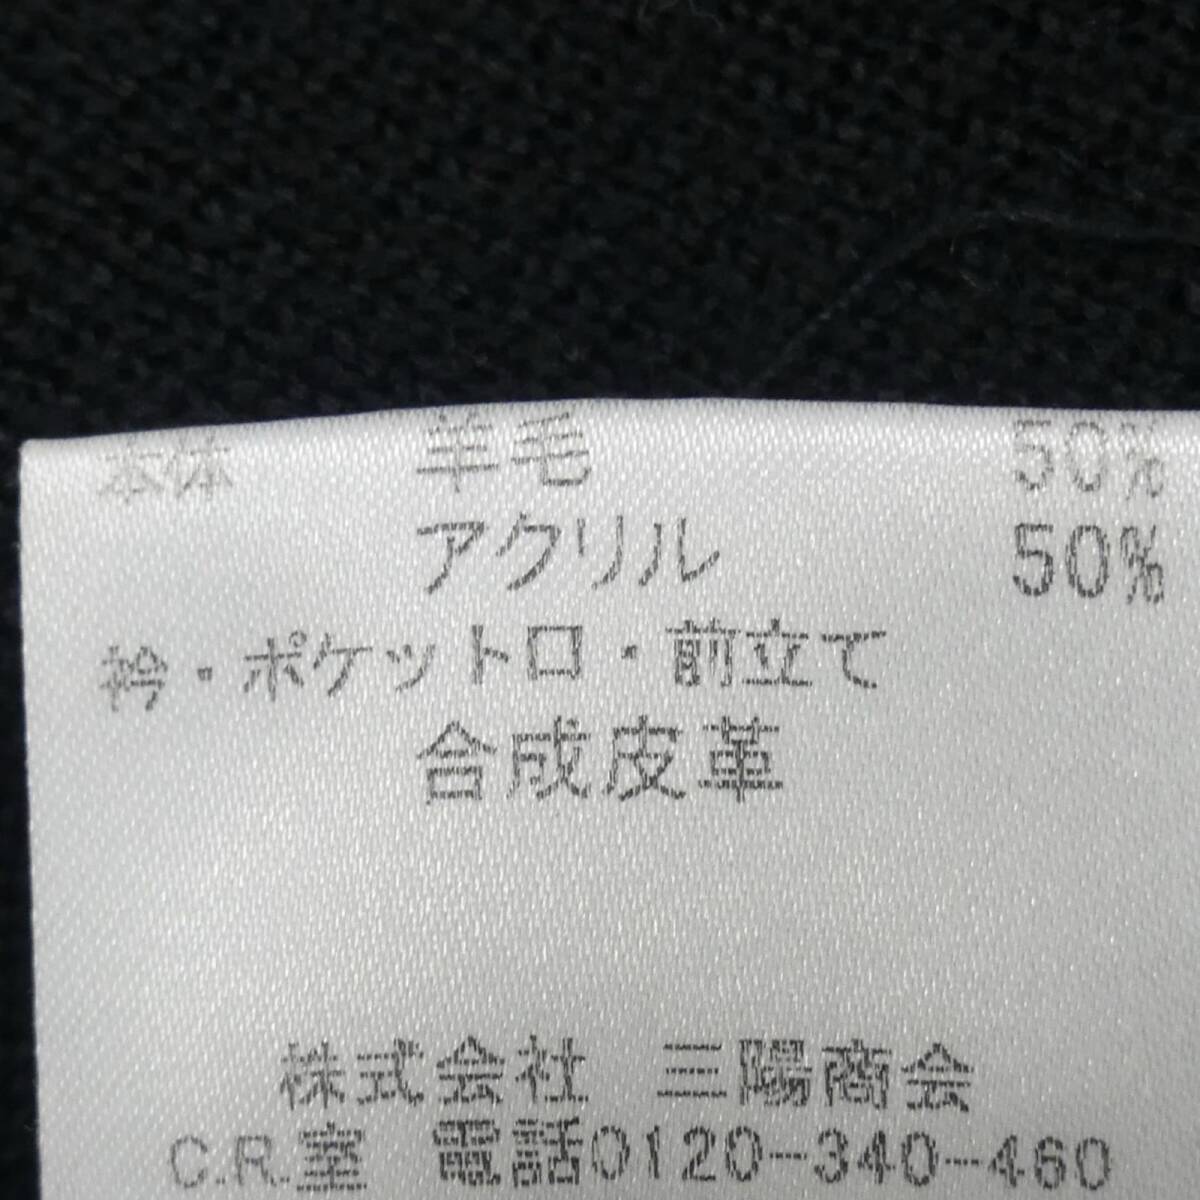 本体 羊毛 50%
アクリル 50%
衿・ポケット口・前立て
合成皮革
株式会社 三陽商会
C.R.室 電話0120-340-460